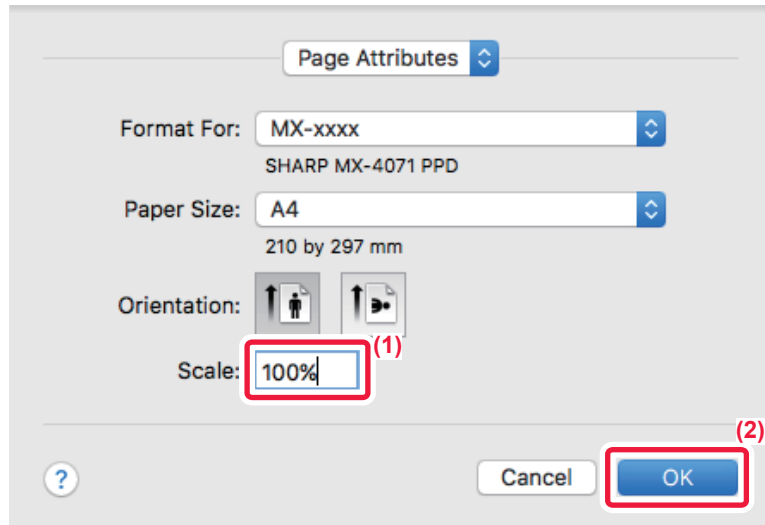 Page Attributes
Format For: MX-xxxx
SHARP MX-4071 PPD
Paper Size: A4
210 by 297 mm
Orientation:
(1)
Scale: 100%
(2)
? Cancel OK